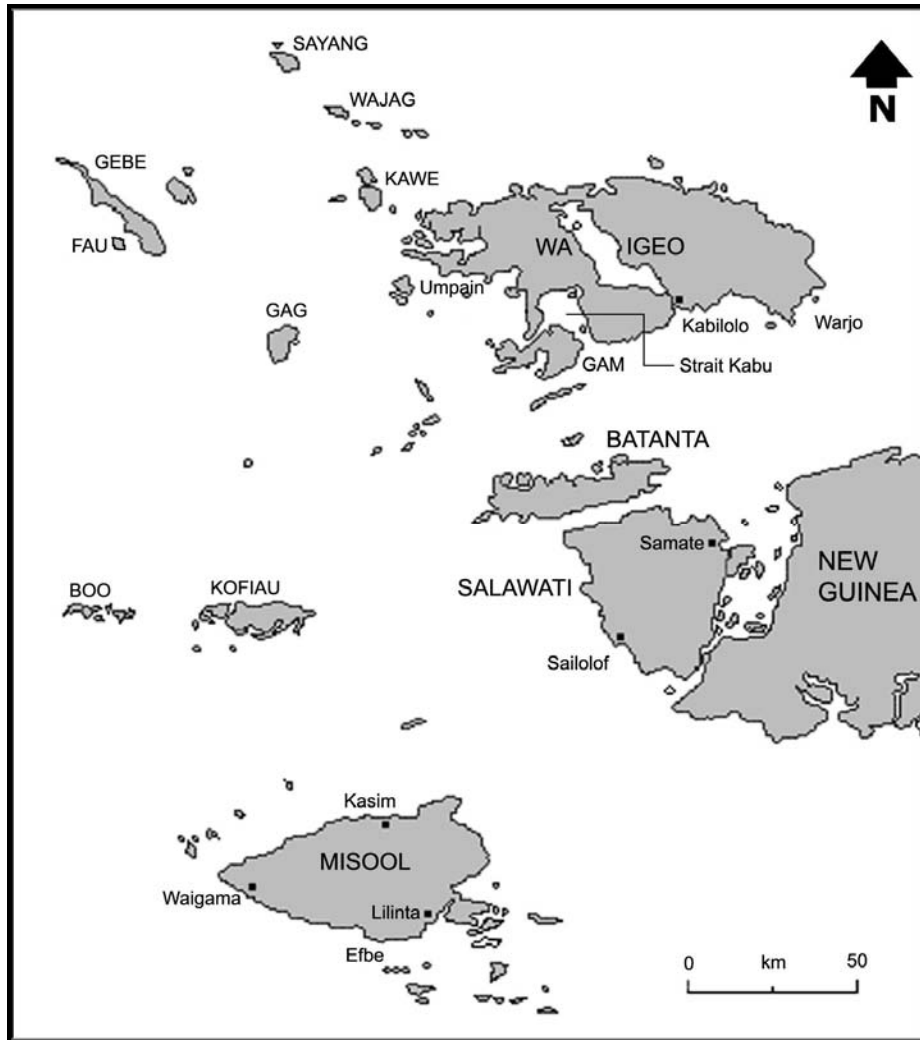 SAYANG
N
WAJAG
GEBE
KAWE
FAU
WA IGEO
Umpain
GAG
Kabilolo
Warjo
GAM
Strait Kabu
BATANTA
Samate
NEW
GUINEA
BOO
KOFIAU
SALAWATI
Sailolof
Kasim
MISOOL
Waigama
Lilinta
Efbe
0 km 50